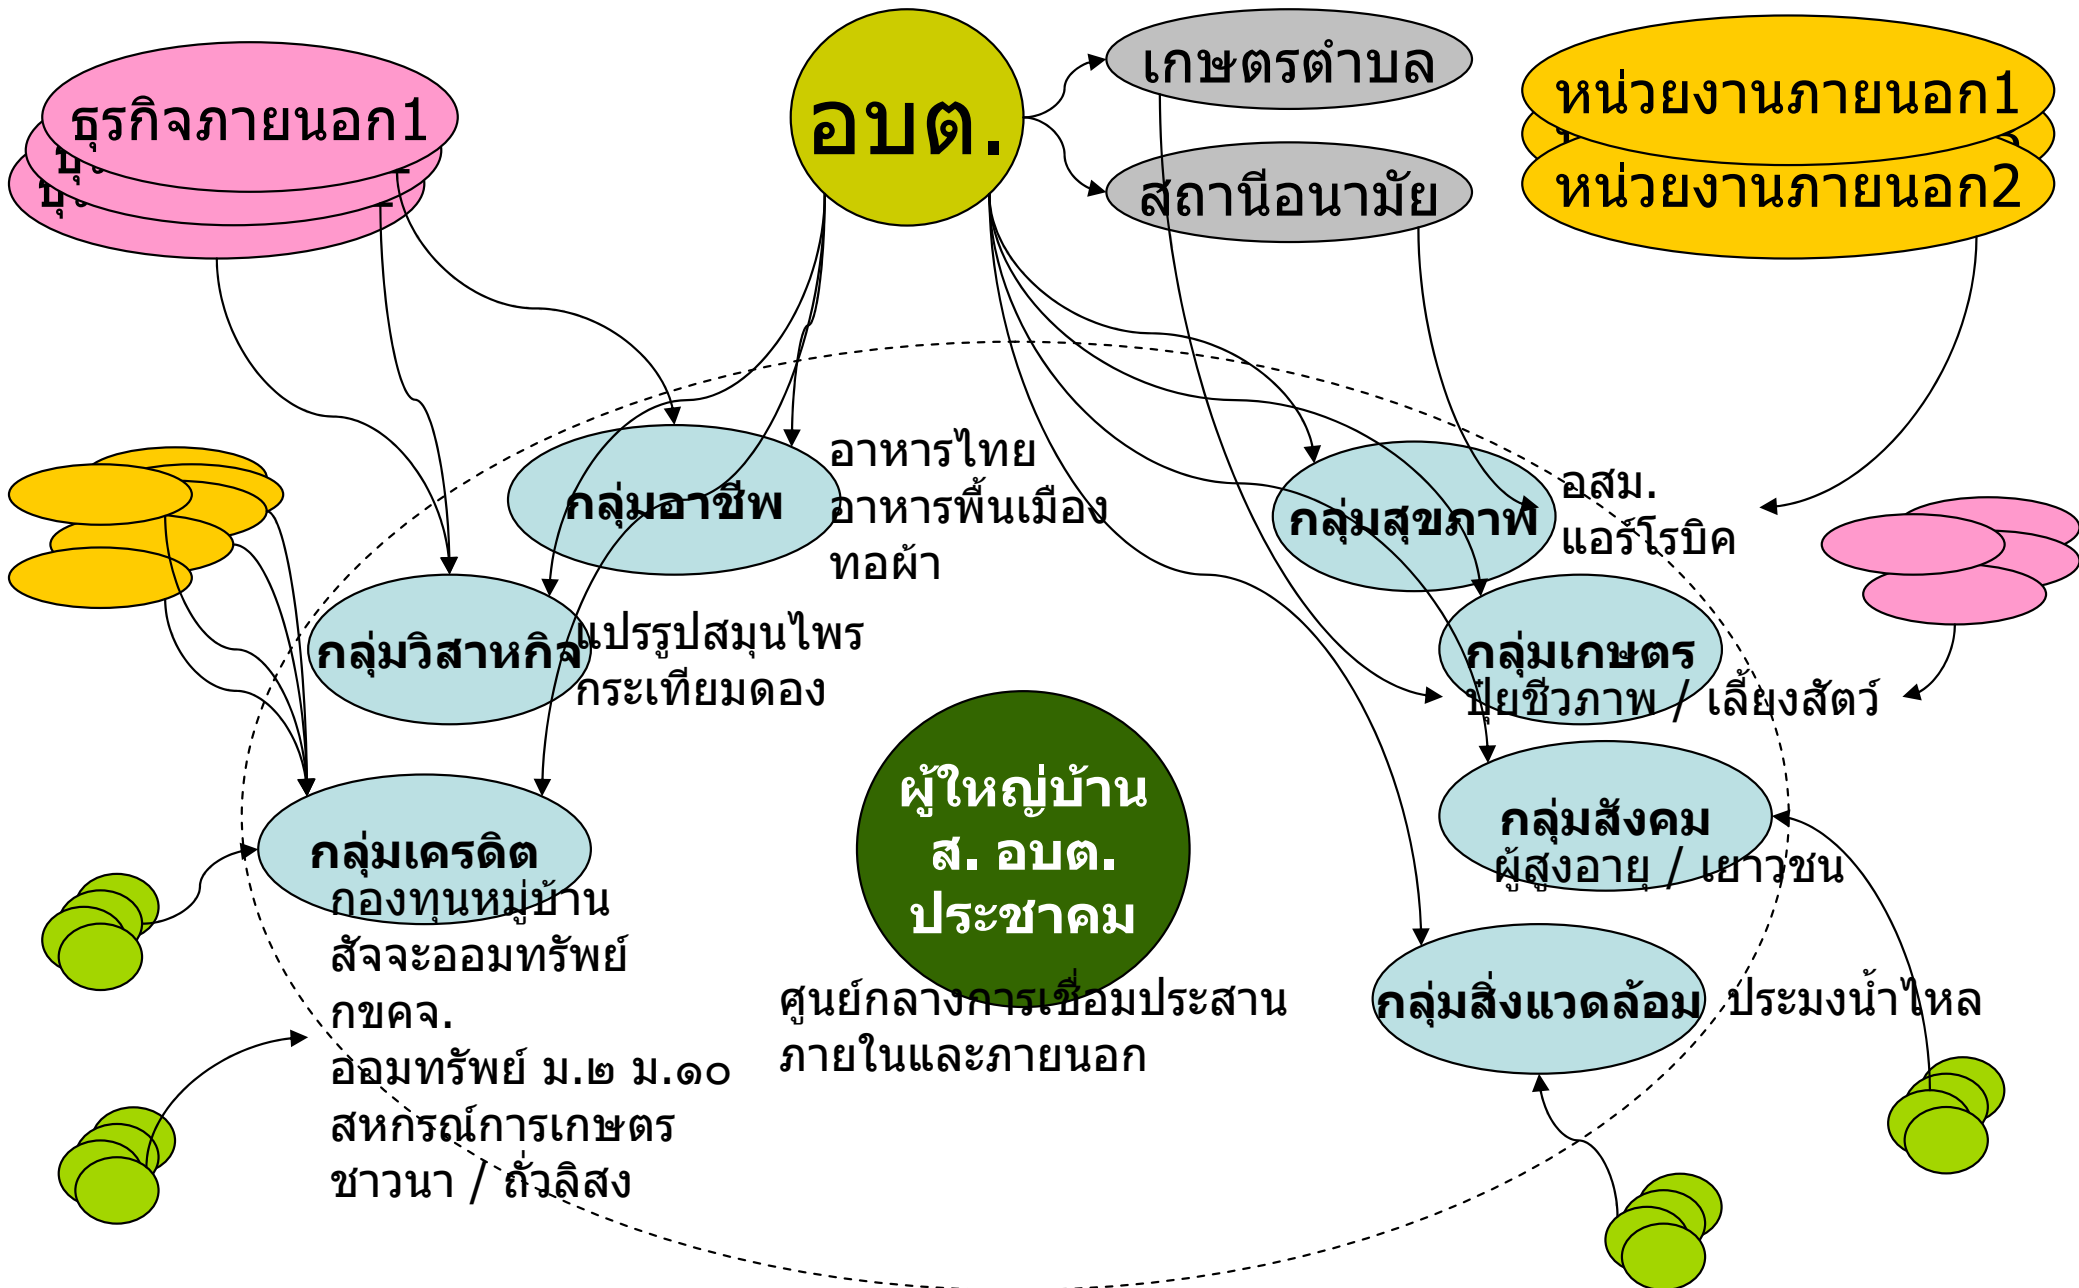 ธุรกิจภายนอก1
อบต.
เกษตรตำบล
สถานีอนามัย
หน่วยงานภายนอก1
หน่วยงานภายนอก2
กลุ่มอาชีพ
อาหารไทย
อาหารพื้นเมือง
ทอผ้า
กลุ่มสุขภาพ
อสม.
แอร์โรบิค
กลุ่มวิสาหกิจ
แปรรูปสมุนไพร
กระเทียมดอง
กลุ่มเกษตร
ปุ๋ยชีวภาพ / เลี้ยงสัตว์
ผู้ใหญ่บ้าน
ส. อบต.
ประชาคม
ศูนย์กลางการเชื่อมประสาน
ภายในและภายนอก
กลุ่มสังคม
ผู้สูงอายุ / เยาวชน
กลุ่มเครดิต
กองทุนหมู่บ้าน
สัจจะออมทรัพย์
กขคจ.
ออมทรัพย์ ม.๒ ม.๑๐
สหกรณ์การเกษตร
ชาวนา / ถั่วลิสง
กลุ่มสิ่งแวดล้อม
ประมงน้ำไหล